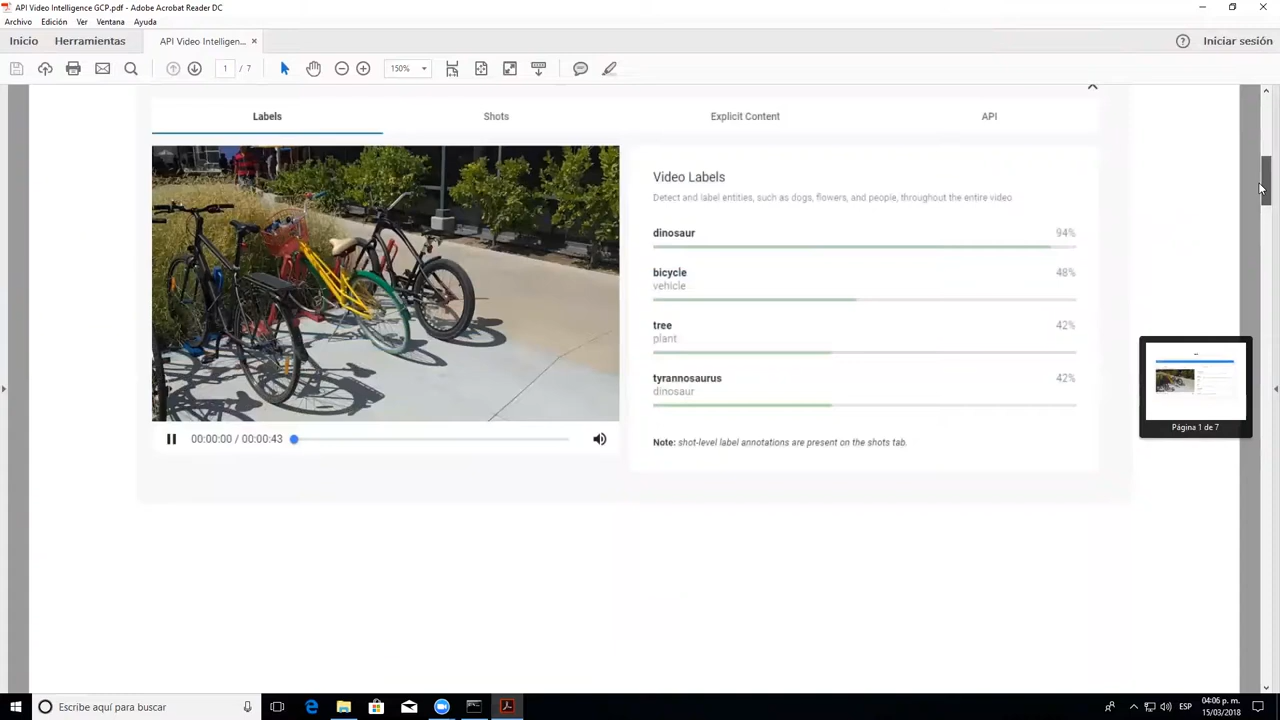 API Video Intelligence GCP.pdf - Adobe Acrobat Reader DC
Archivo Edición Ver Ventana Ayuda
Inicio Herramientas API Video Intelligen... × Iniciar sesión
1 / 7 150%
Labels Shots Explicit Content API
Video Labels
Detect and label entities, such as dogs, flowers, and people, throughout the entire video
dinosaur 94%
bicycle 48%
vehicle
tree 42%
plant
tyrannosaurus 42%
dinosaur
00:00:00 / 00:00:43
Note: shot-level label annotations are present on the shots tab.
Página 1 de 7
Escribe aquí para buscar
ESP
04:06 p. m.
15/03/2018